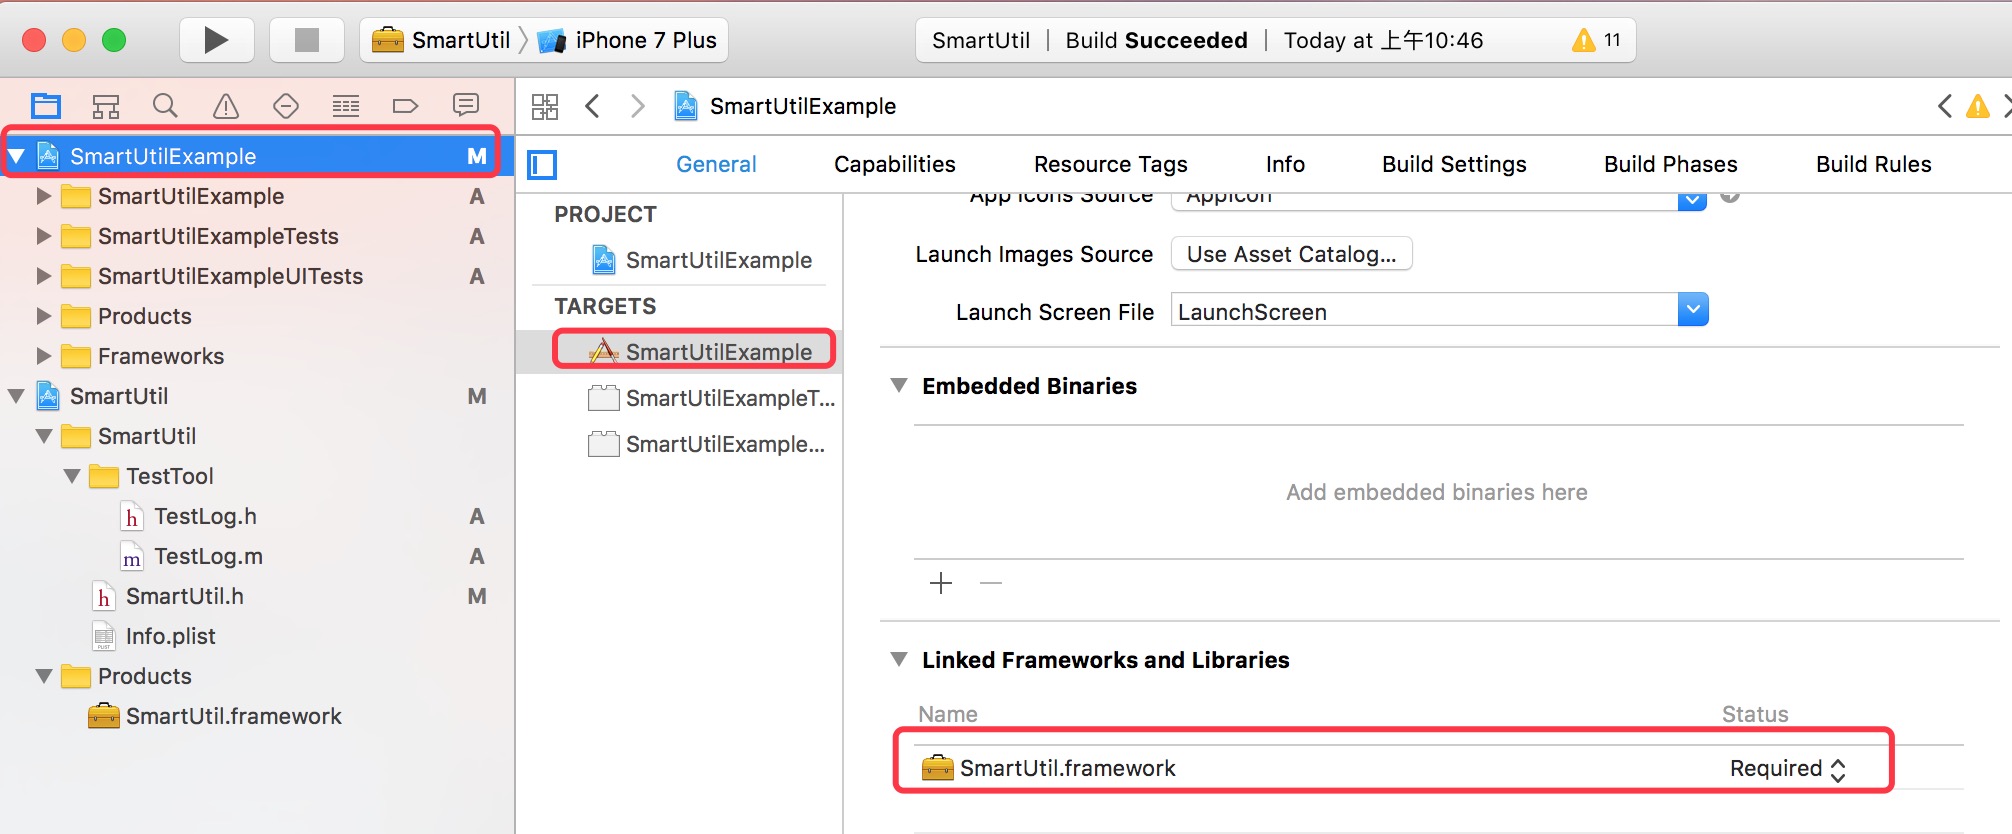 SmartUtil
iPhone 7 Plus
SmartUtil | Build Succeeded | Today at 上午10:46
11
SmartUtilExample M
SmartUtilExample A
SmartUtilExampleTests A
SmartUtilExampleUITests A
Products
Frameworks
SmartUtil M
SmartUtil
TestTool
h TestLog.h A
m TestLog.m A
h SmartUtil.h M
Info.plist
Products
SmartUtil.framework
SmartUtilExample
General Capabilities Resource Tags Info Build Settings Build Phases Build Rules
PROJECT
SmartUtilExample
TARGETS
SmartUtilExample
SmartUtilExampleT...
SmartUtilExample...
App Icons Source AppIcon
Launch Images Source Use Asset Catalog...
Launch Screen File LaunchScreen
Embedded Binaries
Add embedded binaries here
Linked Frameworks and Libraries
Name Status
SmartUtil.framework Required